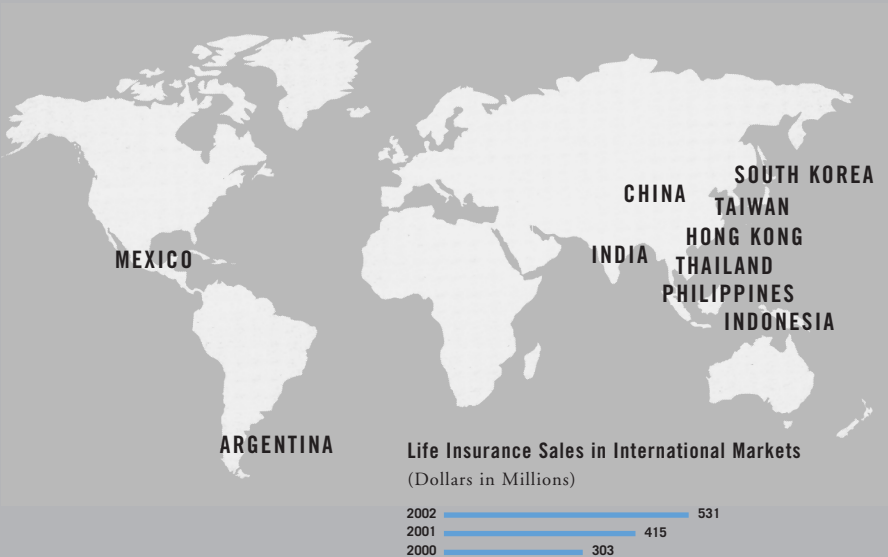 SOUTH KOREA
CHINA
TAIWAN
HONG KONG
INDIA
MEXICO
THAILAND
PHILIPPINES
INDONESIA
ARGENTINA
Life Insurance Sales in International Markets
(Dollars in Millions)
2002 531
2001 415
2000 303